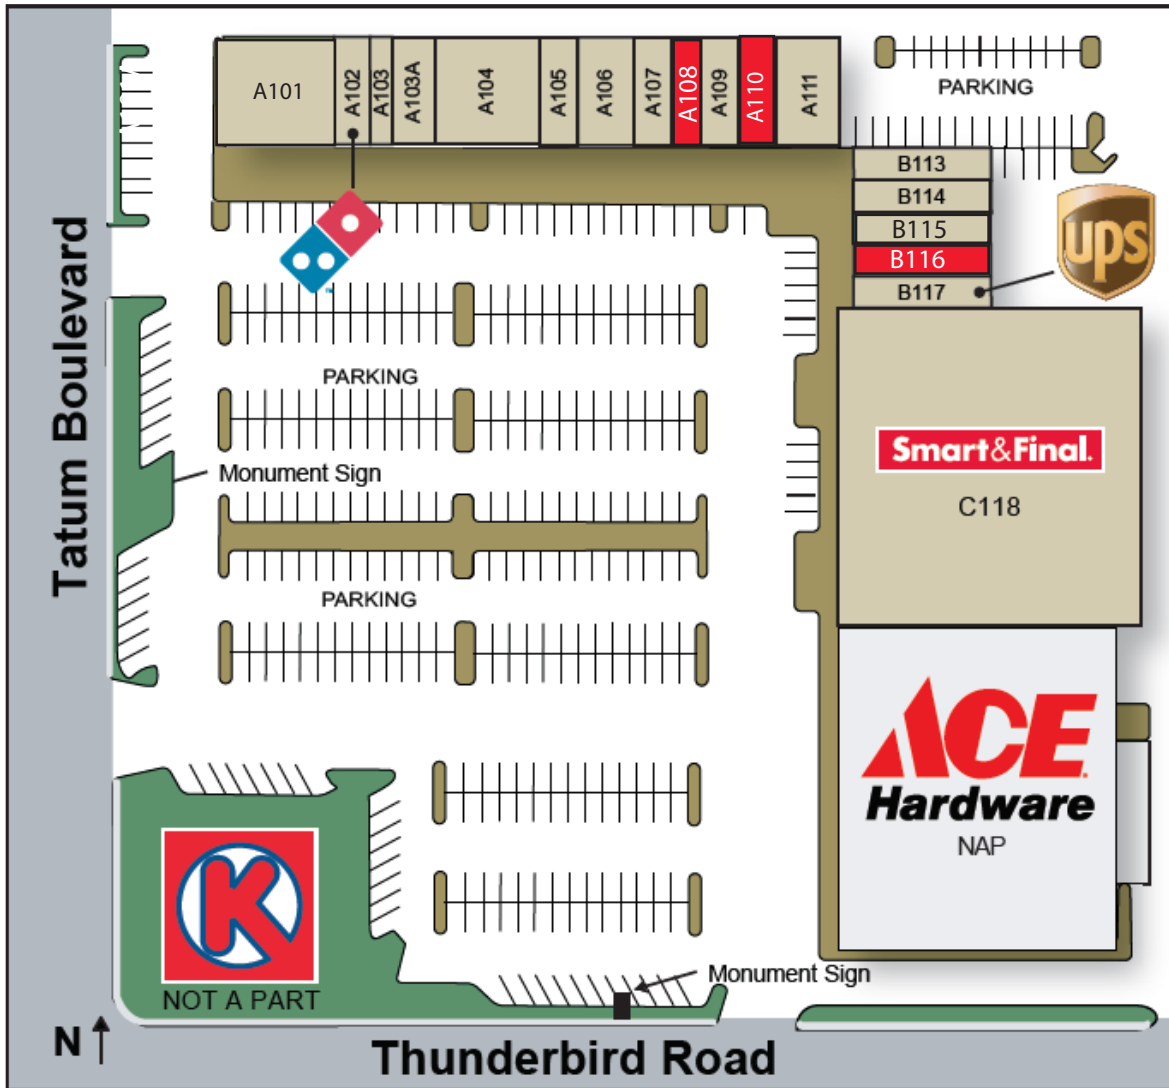 A101
A102
A103
A103A
A104
A105
A106
A107
A108
A109
A110
A111
PARKING
B113
B114
B115
B116
B117
ups
Tatum Boulevard
PARKING
Monument Sign
Smart&Final.
C118
PARKING
ACE
Hardware
NAP
K
NOT A PART
Monument Sign
N
Thunderbird Road